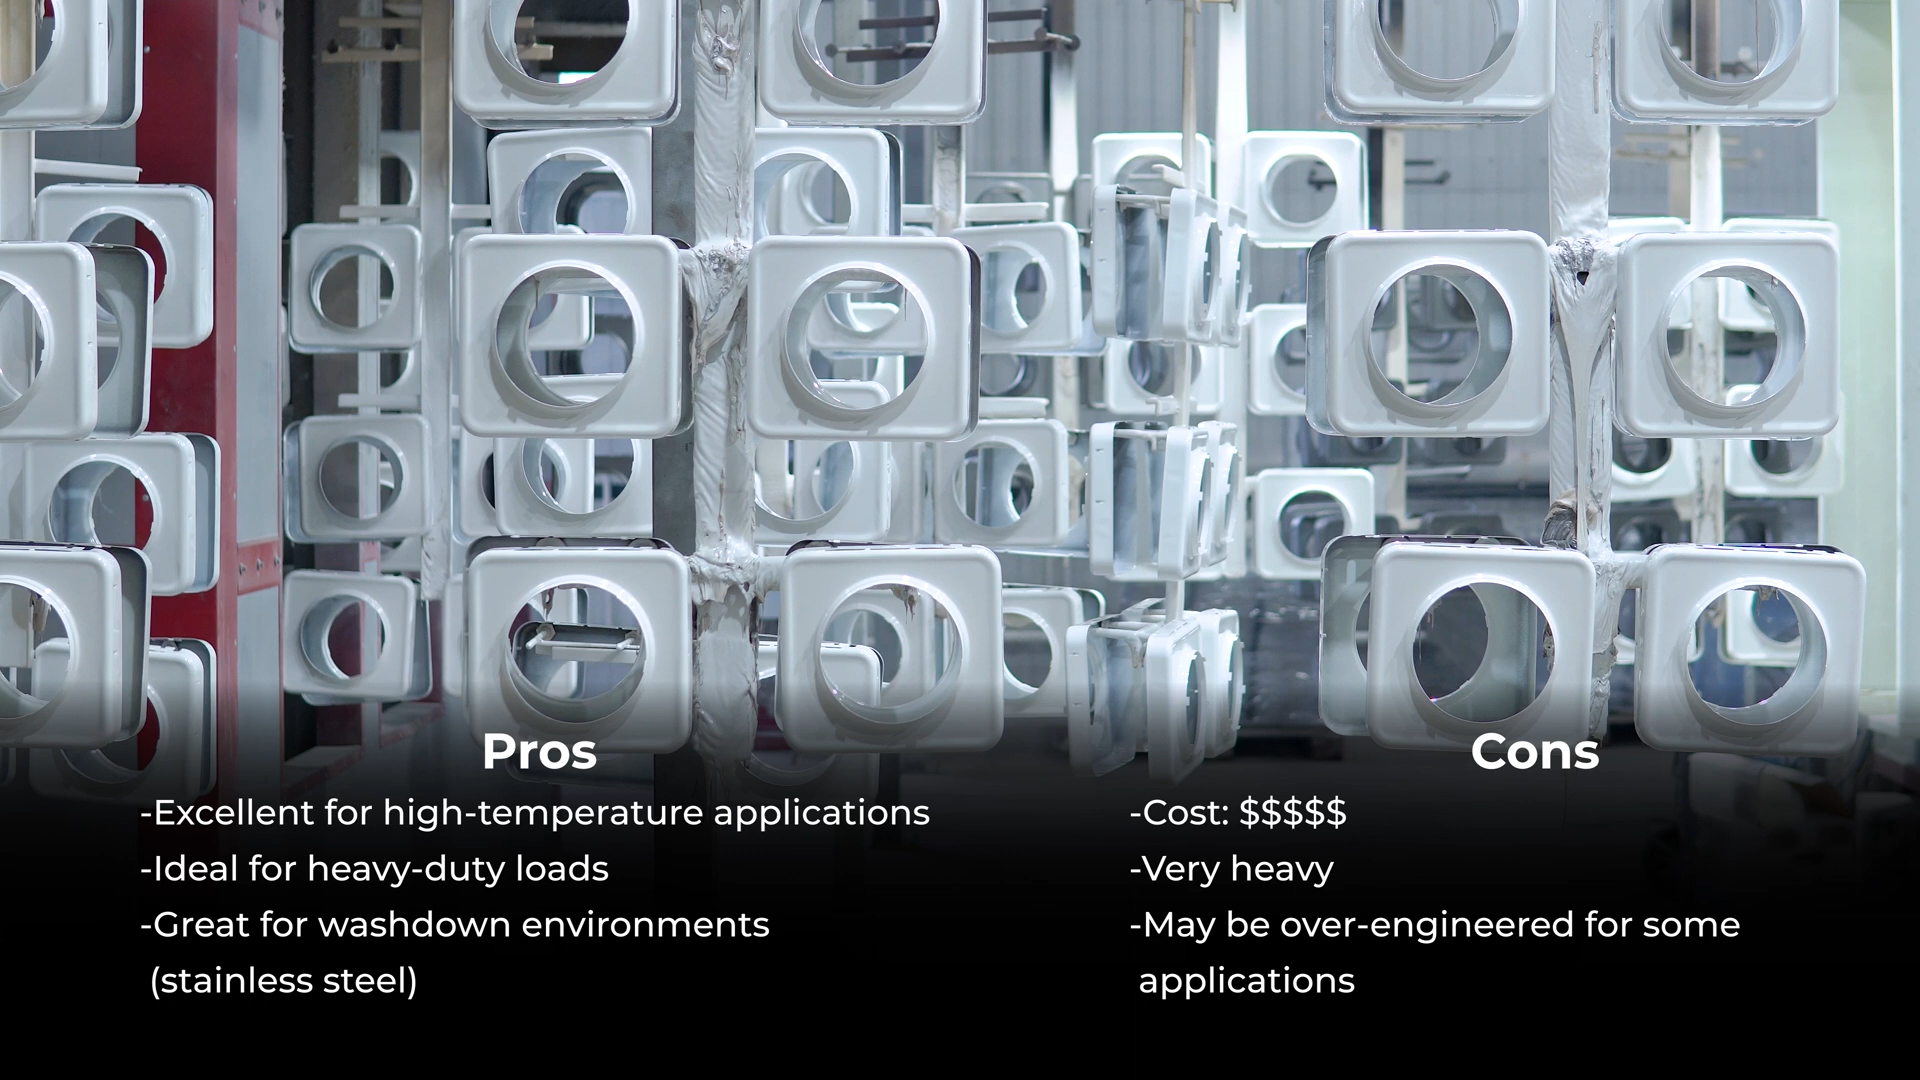 Pros
-Excellent for high-temperature applications
-Ideal for heavy-duty loads
-Great for washdown environments
(stainless steel)
Cons
-Cost: $$$$$
-Very heavy
-May be over-engineered for some
applications